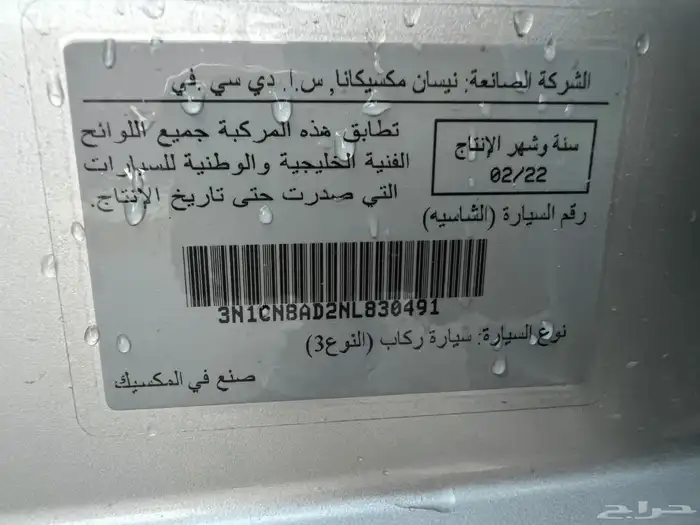 الشركة الصانعة: نيسان مكسيكانا, س.ا. دي سي .في
سنة وشهر الإنتاج
02/22
تطابق هذه المركبة جميع اللوائح
الفنية الخليجية والوطنية للسيارات
التي صدرت حتى تاريخ الإنتاج.
رقم السيارة (الشاسيه)
3N1CN8AD2NL830491
نوع السيارة: سيارة ركاب (النوع3)
صنع في المكسيك
حراج